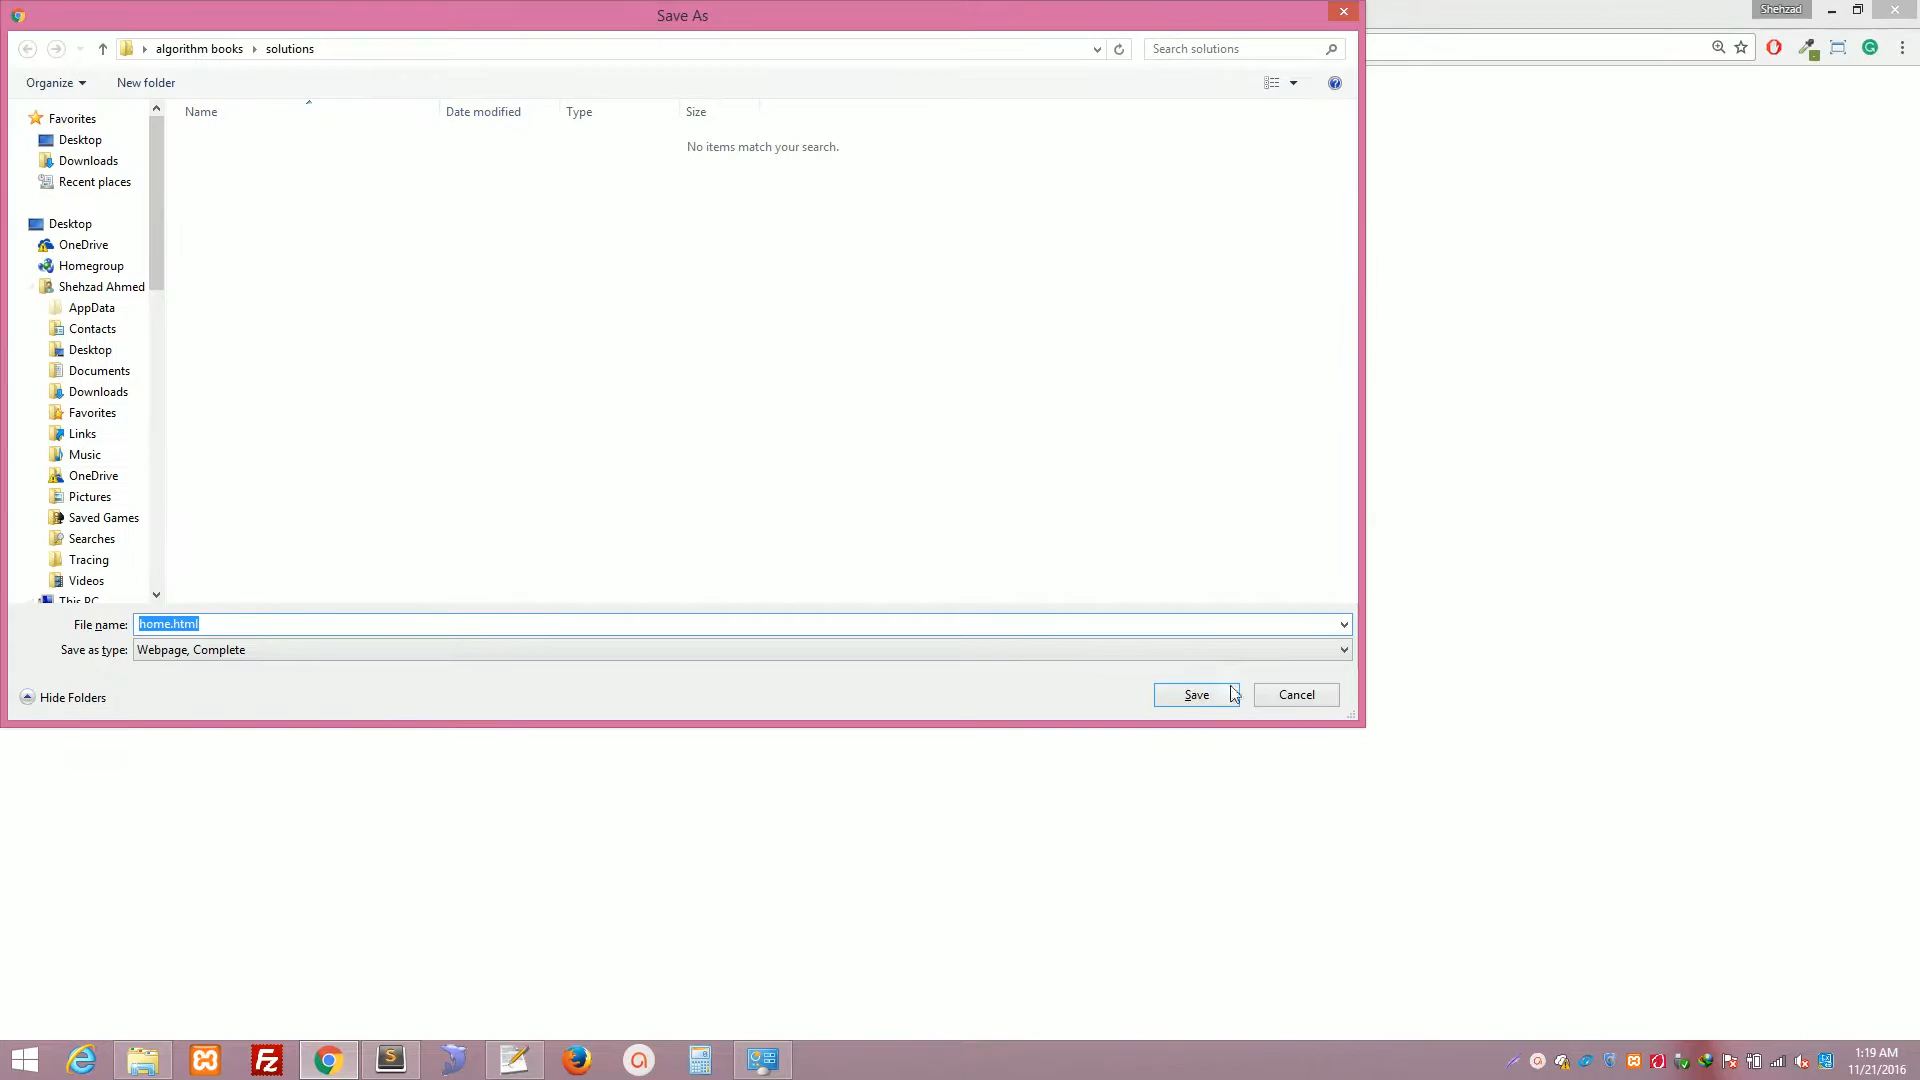 Save As
Shehzad
algorithm books
solutions
Search solutions
Organize
New folder
Name
Date modified
Type
Size
No items match your search.
Favorites
Desktop
Downloads
Recent places
Desktop
OneDrive
Homegroup
Shehzad Ahmed
AppData
Contacts
Desktop
Documents
Downloads
Favorites
Links
Music
OneDrive
Pictures
Saved Games
Searches
Tracing
Videos
This PC
File name: home.html
Save as type: Webpage, Complete
Hide Folders
Save
Cancel
1:19 AM
11/21/2016